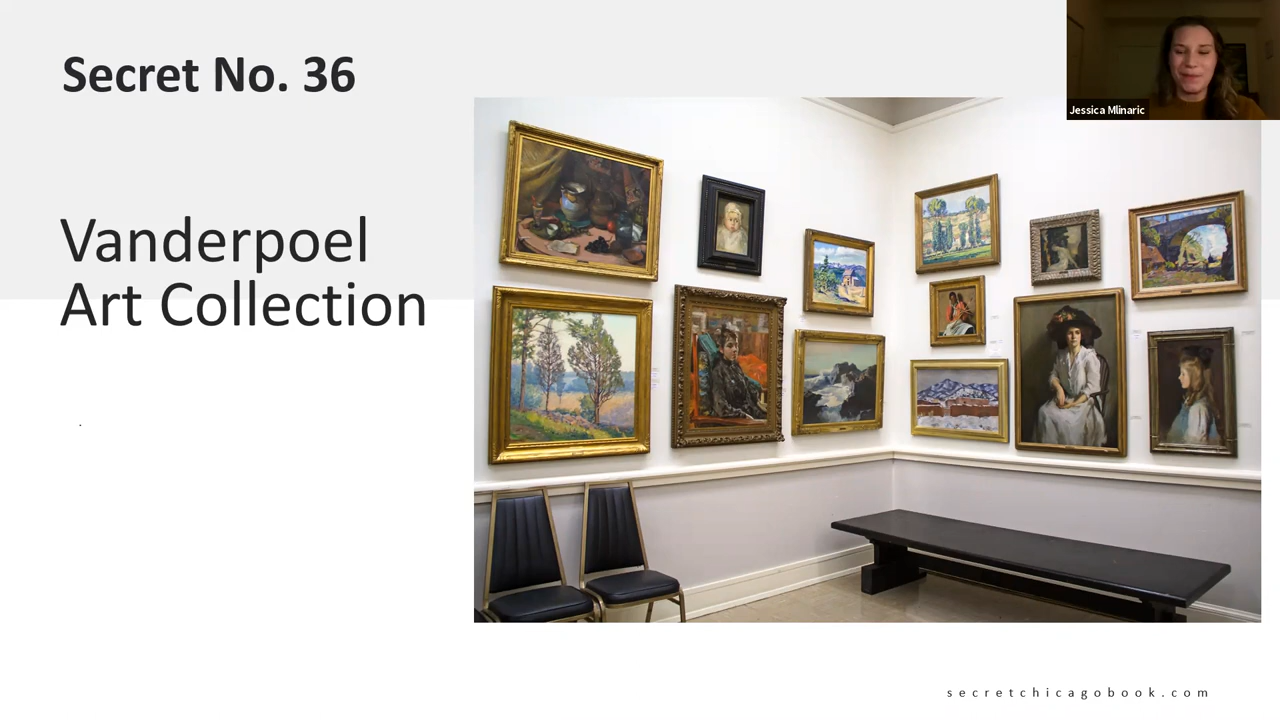 Secret No. 36
Jessica Mlinaric
Vanderpoel
Art Collection
.
secretchicagobook.com